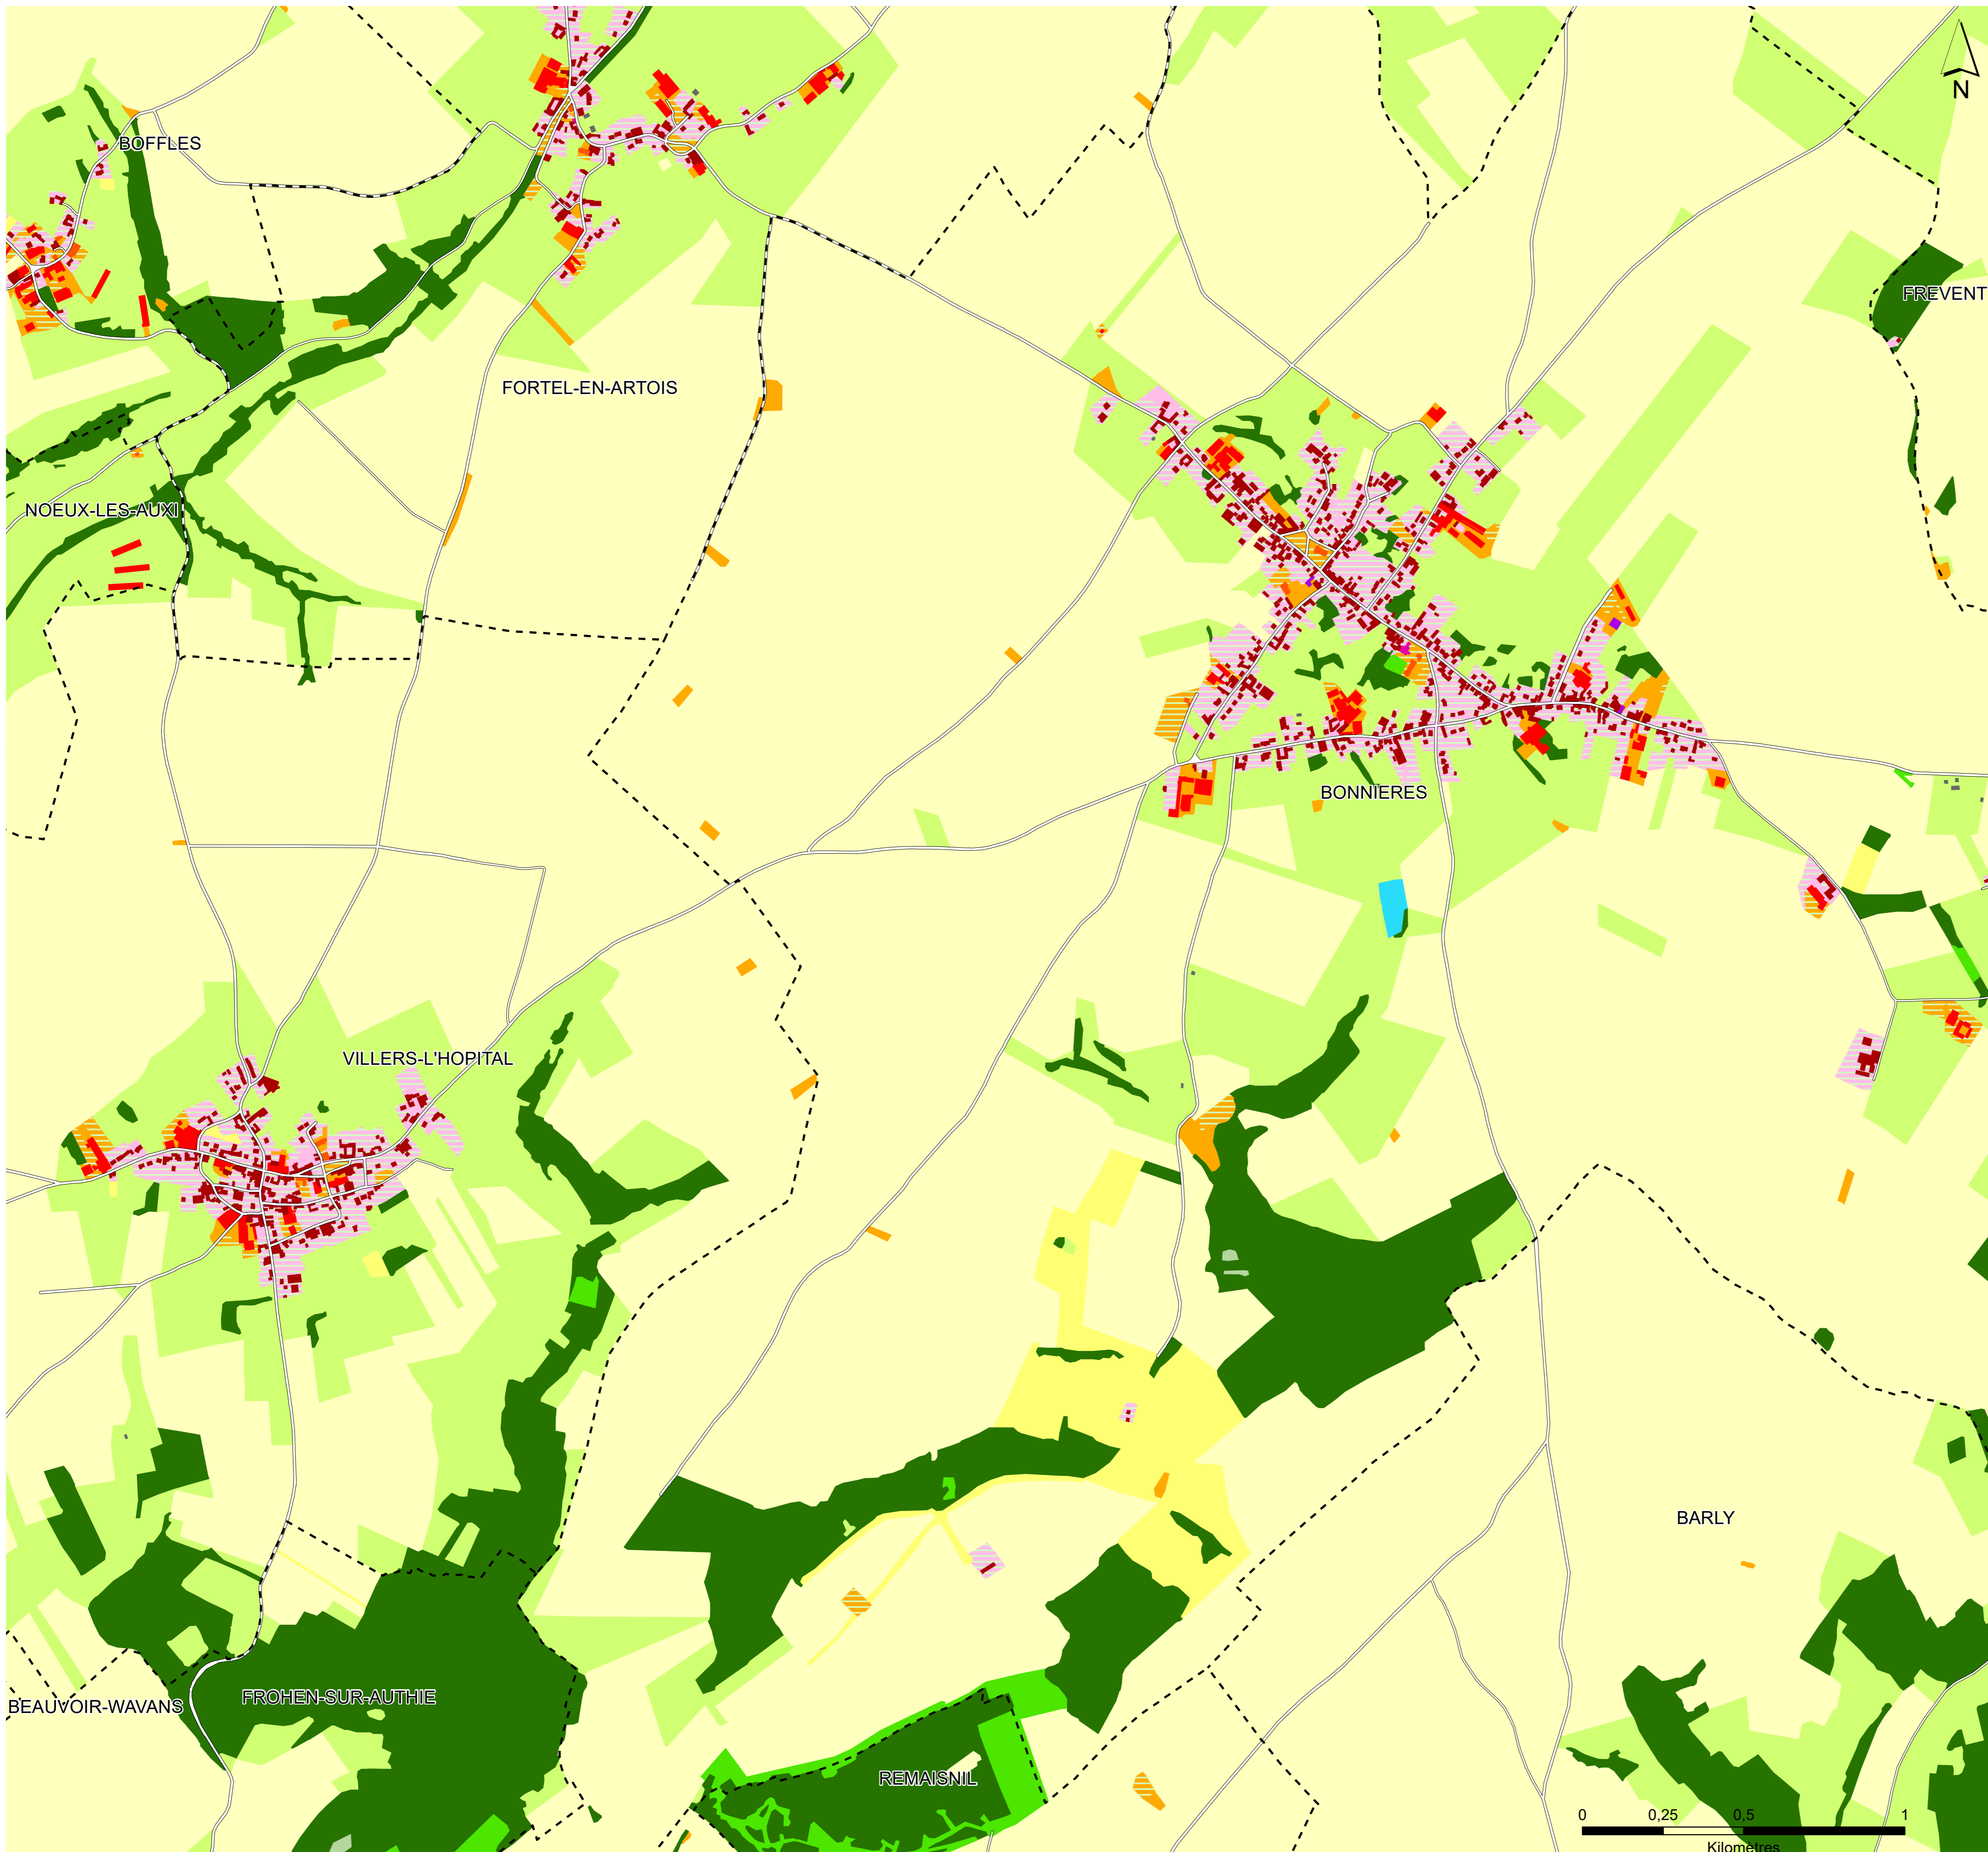 N
BOFFLES
FREVENT
FORTEL-EN-ARTOIS
NOEUX-LES-AUXI
BONNIERES
VILLERS-L'HOPITAL
BARLY
BEAUVOIR-WAVANS
FROHEN-SUR-AUTHIE
REMAISNIL
0 0,25 0,5 1
Kilomètres